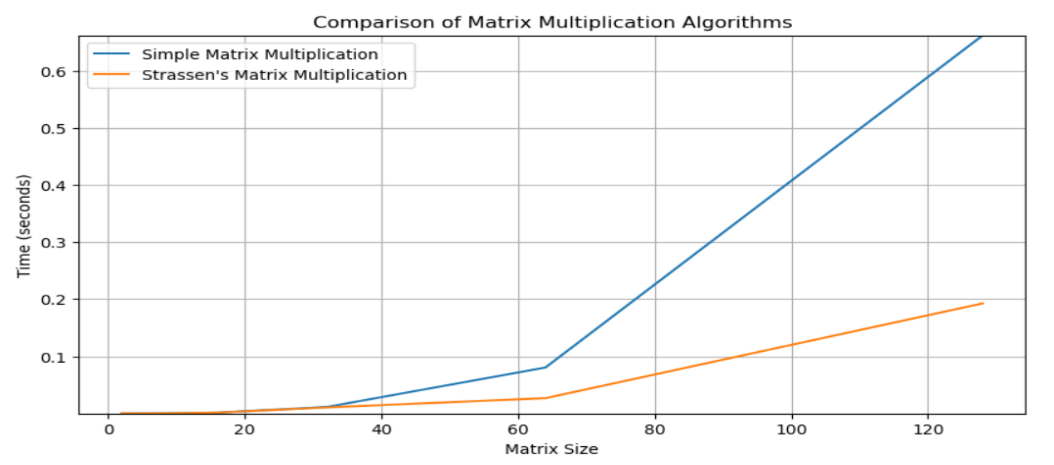 Comparison of Matrix Multiplication Algorithms
Simple Matrix Multiplication
Strassen's Matrix Multiplication
0.6
0.5
0.4
0.3
0.2
0.1
Time (seconds)
0 20 40 60 80 100 120
Matrix Size